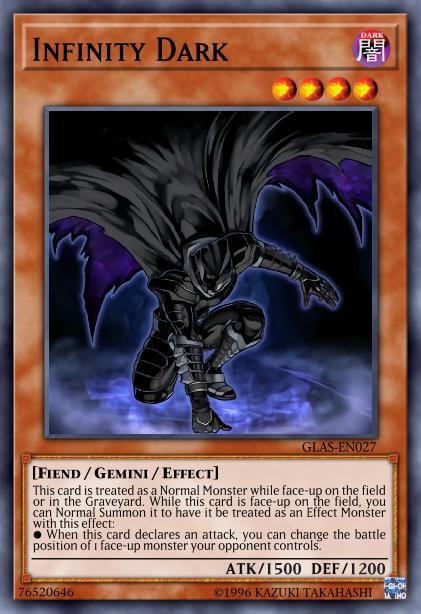 INFINITY DARK
DARK
闇
GLAS-EN027
[FIEND / GEMINI / EFFECT]
This card is treated as a Normal Monster while face-up on the field
or in the Graveyard. While this card is face-up on the field, you
can Normal Summon it to have it be treated as an Effect Monster
with this effect:
● When this card declares an attack, you can change the battle
position of 1 face-up monster your opponent controls.
ATK/1500 DEF/1200
76520646
©1996 KAZUKI TAKAHASHI